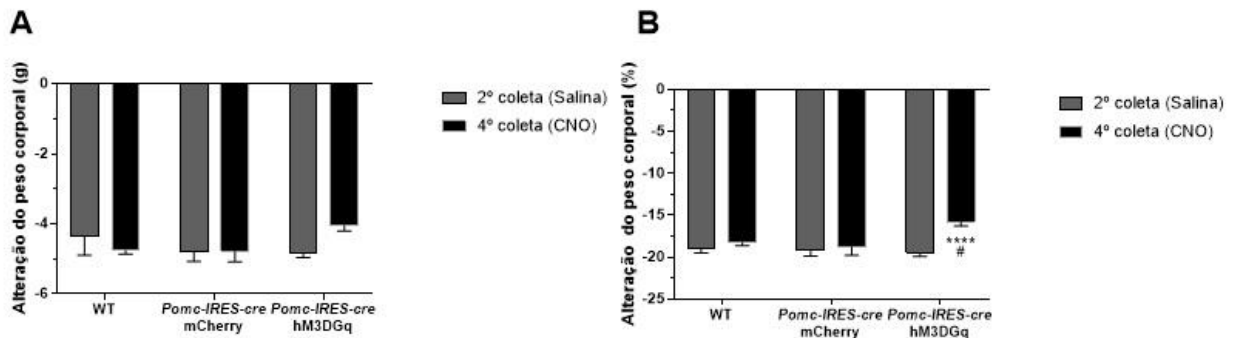 A
Alteração do peso corporal (g)
0
-2
-4
-6
WT
Pomc-IRES-cre
mCherry
Pomc-IRES-cre
hM3DGq
2º coleta (Salina)
4º coleta (CNO)
B
Alteração do peso corporal (%)
0
-5
-10
-15
-20
-25
****
#
WT
Pomc-IRES-cre
mCherry
Pomc-IRES-cre
hM3DGq
2º coleta (Salina)
4º coleta (CNO)